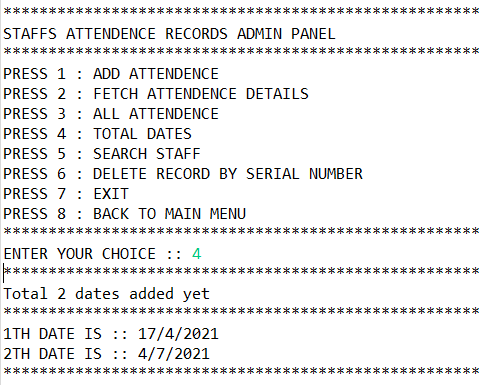 *****************************************************
STAFFS ATTENDENCE RECORDS ADMIN PANEL
*****************************************************
PRESS 1 : ADD ATTENDENCE
PRESS 2 : FETCH ATTENDENCE DETAILS
PRESS 3 : ALL ATTENDENCE
PRESS 4 : TOTAL DATES
PRESS 5 : SEARCH STAFF
PRESS 6 : DELETE RECORD BY SERIAL NUMBER
PRESS 7 : EXIT
PRESS 8 : BACK TO MAIN MENU
*****************************************************
ENTER YOUR CHOICE :: 4
*****************************************************
Total 2 dates added yet
*****************************************************
1TH DATE IS :: 17/4/2021
2TH DATE IS :: 4/7/2021
*****************************************************